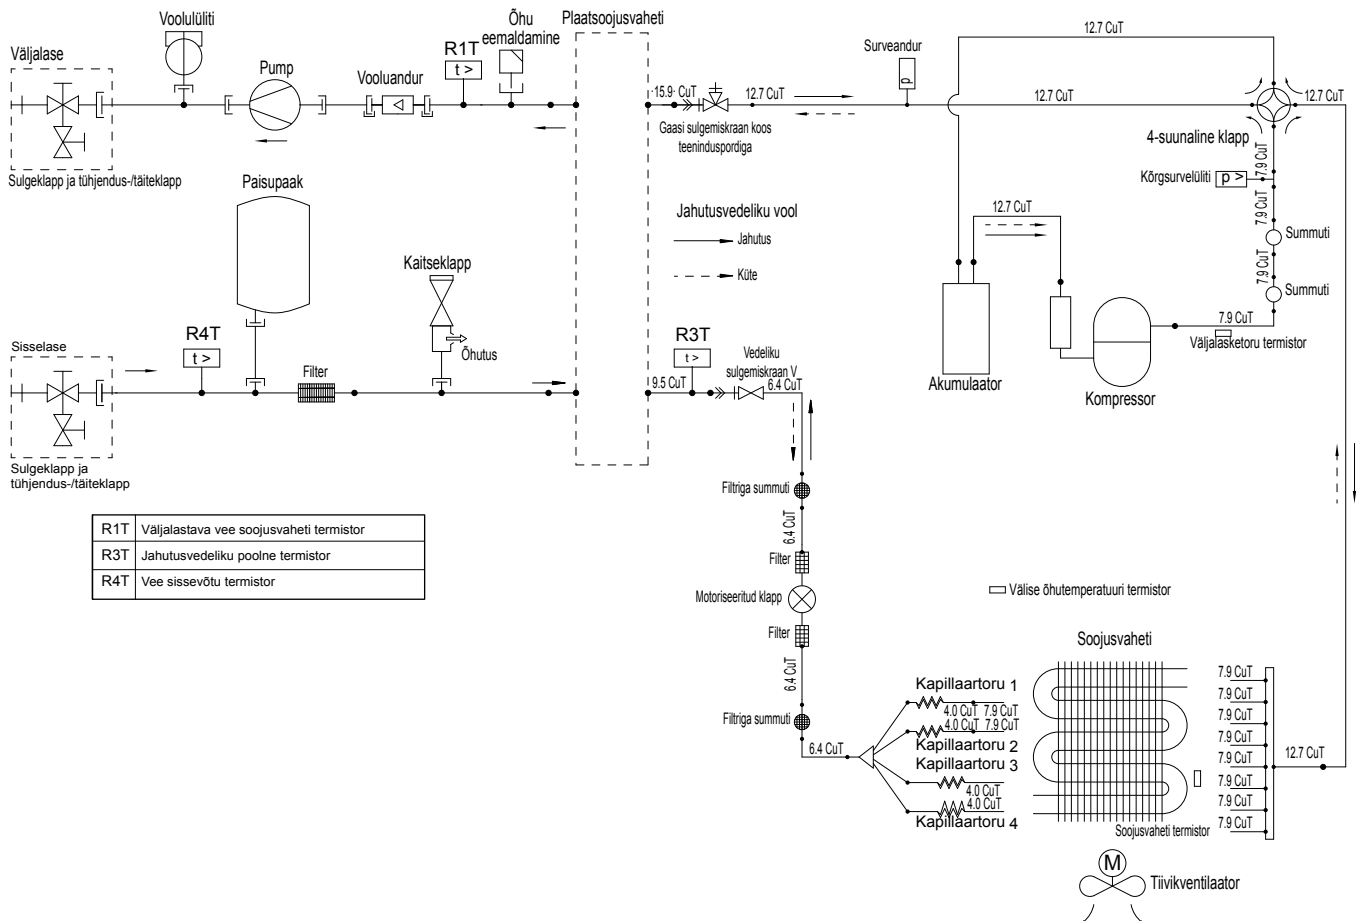 Väljalase
Voolulüliti
Pump
Vooluandur
R1T
t >
Õhu
eemaldamine
Plaatsoojusvaheti
Sulgeklapp ja tühjendus-/täiteklapp
15.9 CuT
12.7 CuT
Gaasi sulgemiskraan koos
teeninduspordiga
Surveandur
p
12.7 CuT
12.7 CuT
12.7 CuT
4-suunaline klapp
7.9 CuT
Kõrgsurvelüliti
p >
7.9 CuT
Summuti
7.9 CuT
Summuti
7.9 CuT
Väljalasketoru termistor
12.7 CuT
Akumulaator
Kompressor
Jahutusvedeliku vool
Jahutus
Küte
Paisupaak
Kaitseklapp
Õhutus
Sisselase
R4T
t >
Filter
Sulgeklapp ja
tühjendus-/täiteklapp
R3T
t >
9.5 CuT
Vedeliku
sulgemiskraan V
6.4 CuT
Filtriga summuti
6.4 CuT
Filter
Motoriseeritud klapp
Filter
6.4 CuT
Filtriga summuti
6.4 CuT
R1T Väljalastava vee soojusvaheti termistor
R3T Jahutusvedeliku poolne termistor
R4T Vee sissevõtu termistor
Välise õhutemperatuuri termistor
Soojusvaheti
Kapillaartoru 1
4.0 CuT 7.9 CuT
4.0 CuT 7.9 CuT
Kapillaartoru 2
Kapillaartoru 3
4.0 CuT
4.0 CuT
Kapillaartoru 4
Soojusvaheti termistor
7.9 CuT
7.9 CuT
7.9 CuT
7.9 CuT
7.9 CuT
7.9 CuT
7.9 CuT
7.9 CuT
12.7 CuT
M
Tiivikventilaator